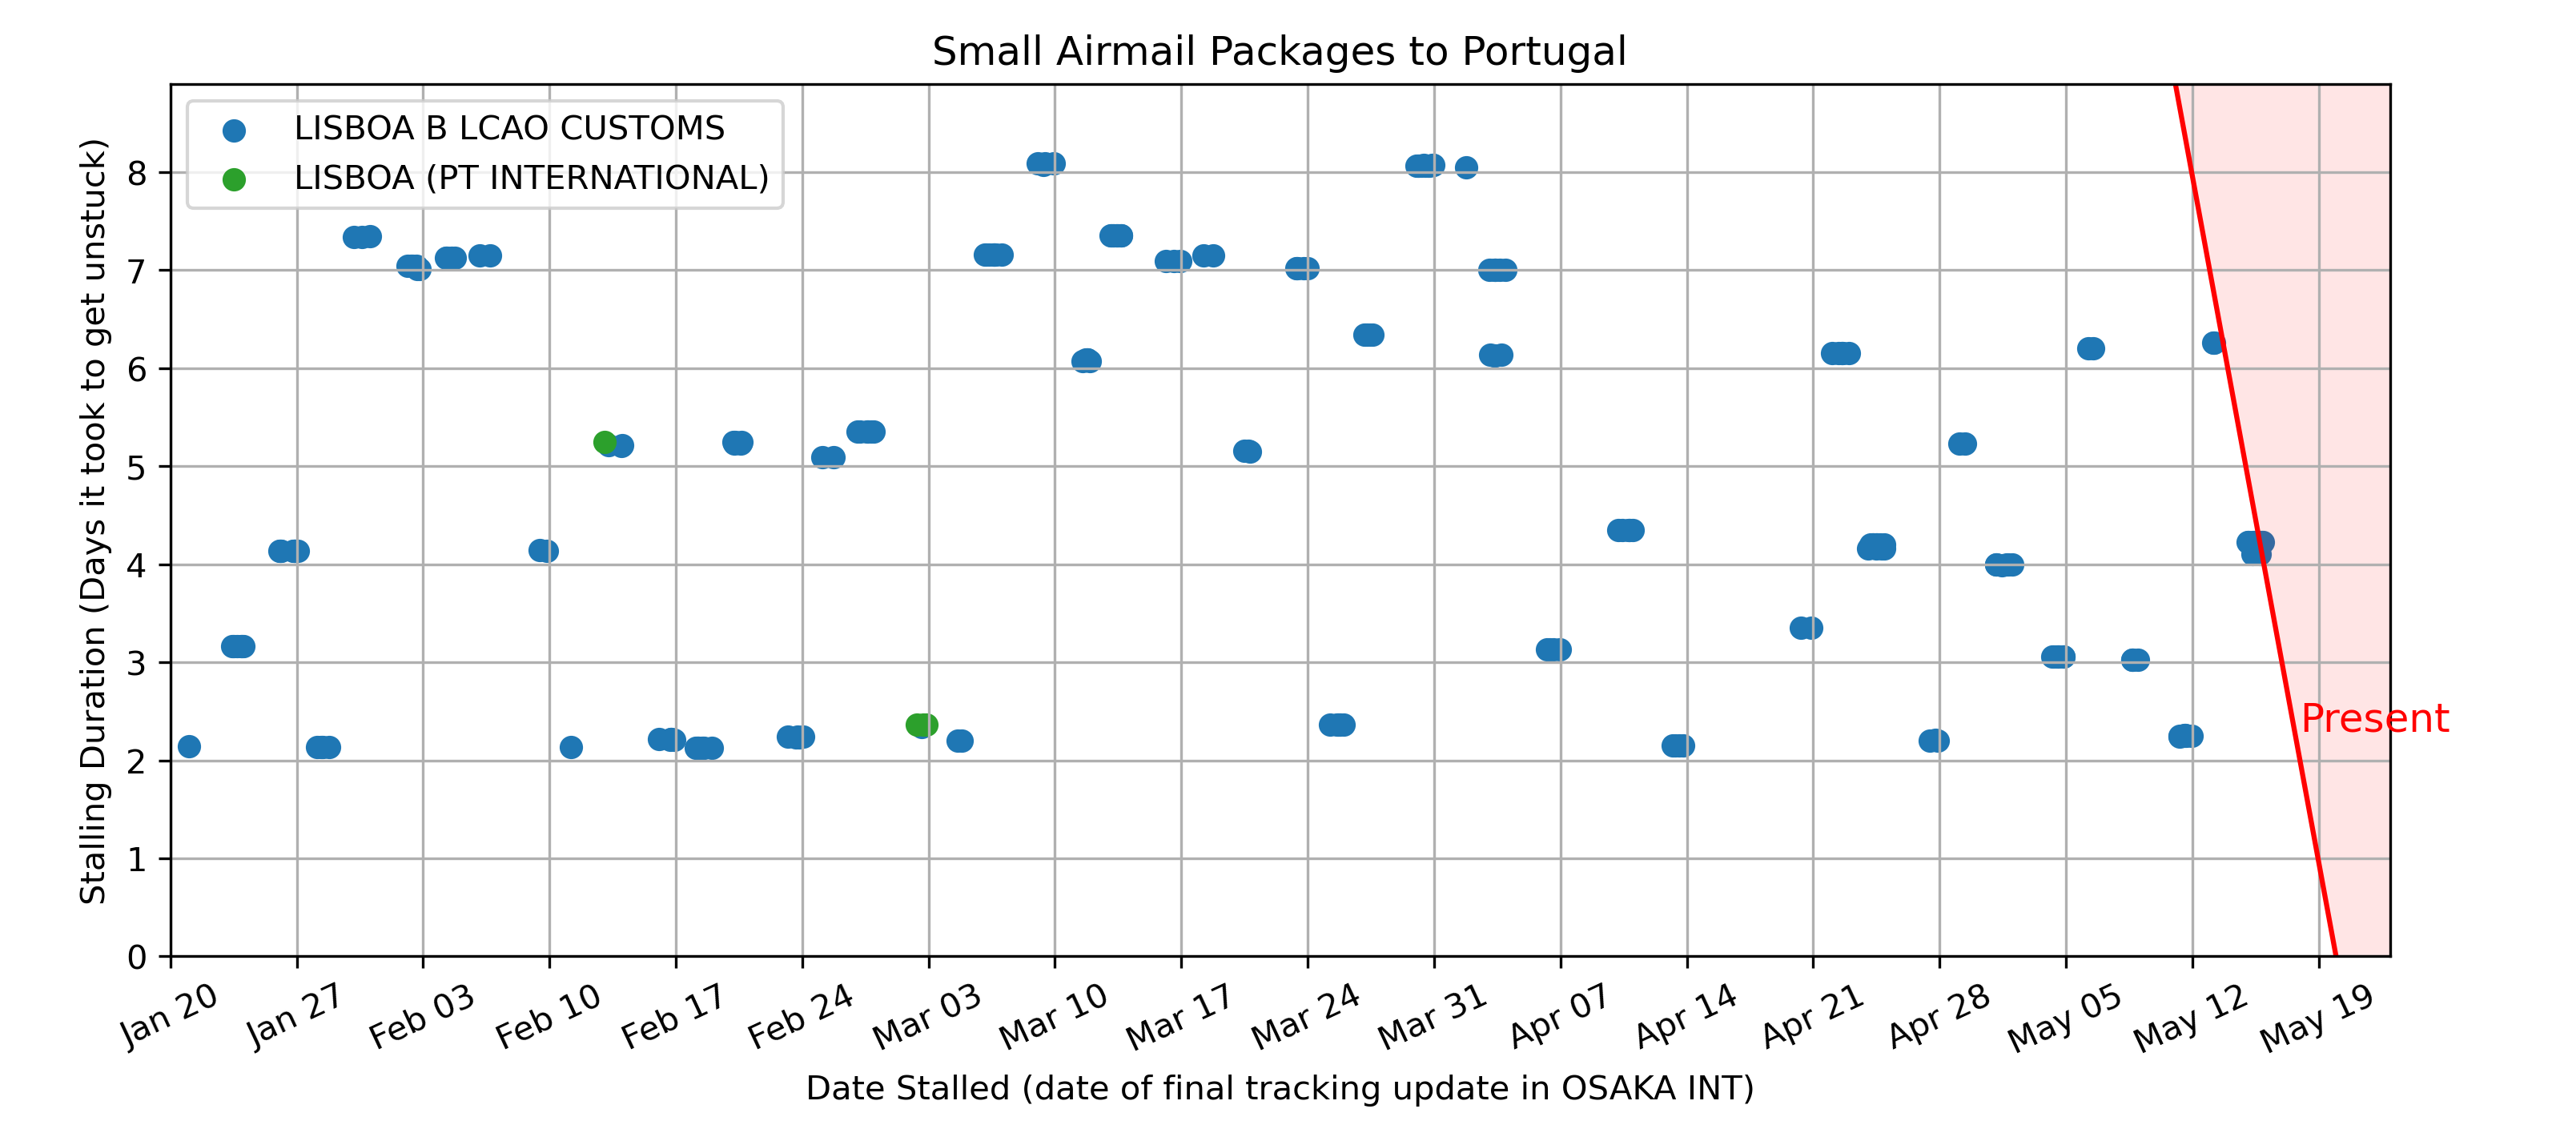 Small Airmail Packages to Portugal
LISBOA B LCAO CUSTOMS
LISBOA (PT INTERNATIONAL)
Stalling Duration (Days it took to get unstuck)
8
7
6
5
4
3
2
1
0
Present
Jan 20
Jan 27
Feb 03
Feb 10
Feb 17
Feb 24
Mar 03
Mar 10
Mar 17
Mar 24
Mar 31
Apr 07
Apr 14
Apr 21
Apr 28
May 05
May 12
May 19
Date Stalled (date of final tracking update in OSAKA INT)